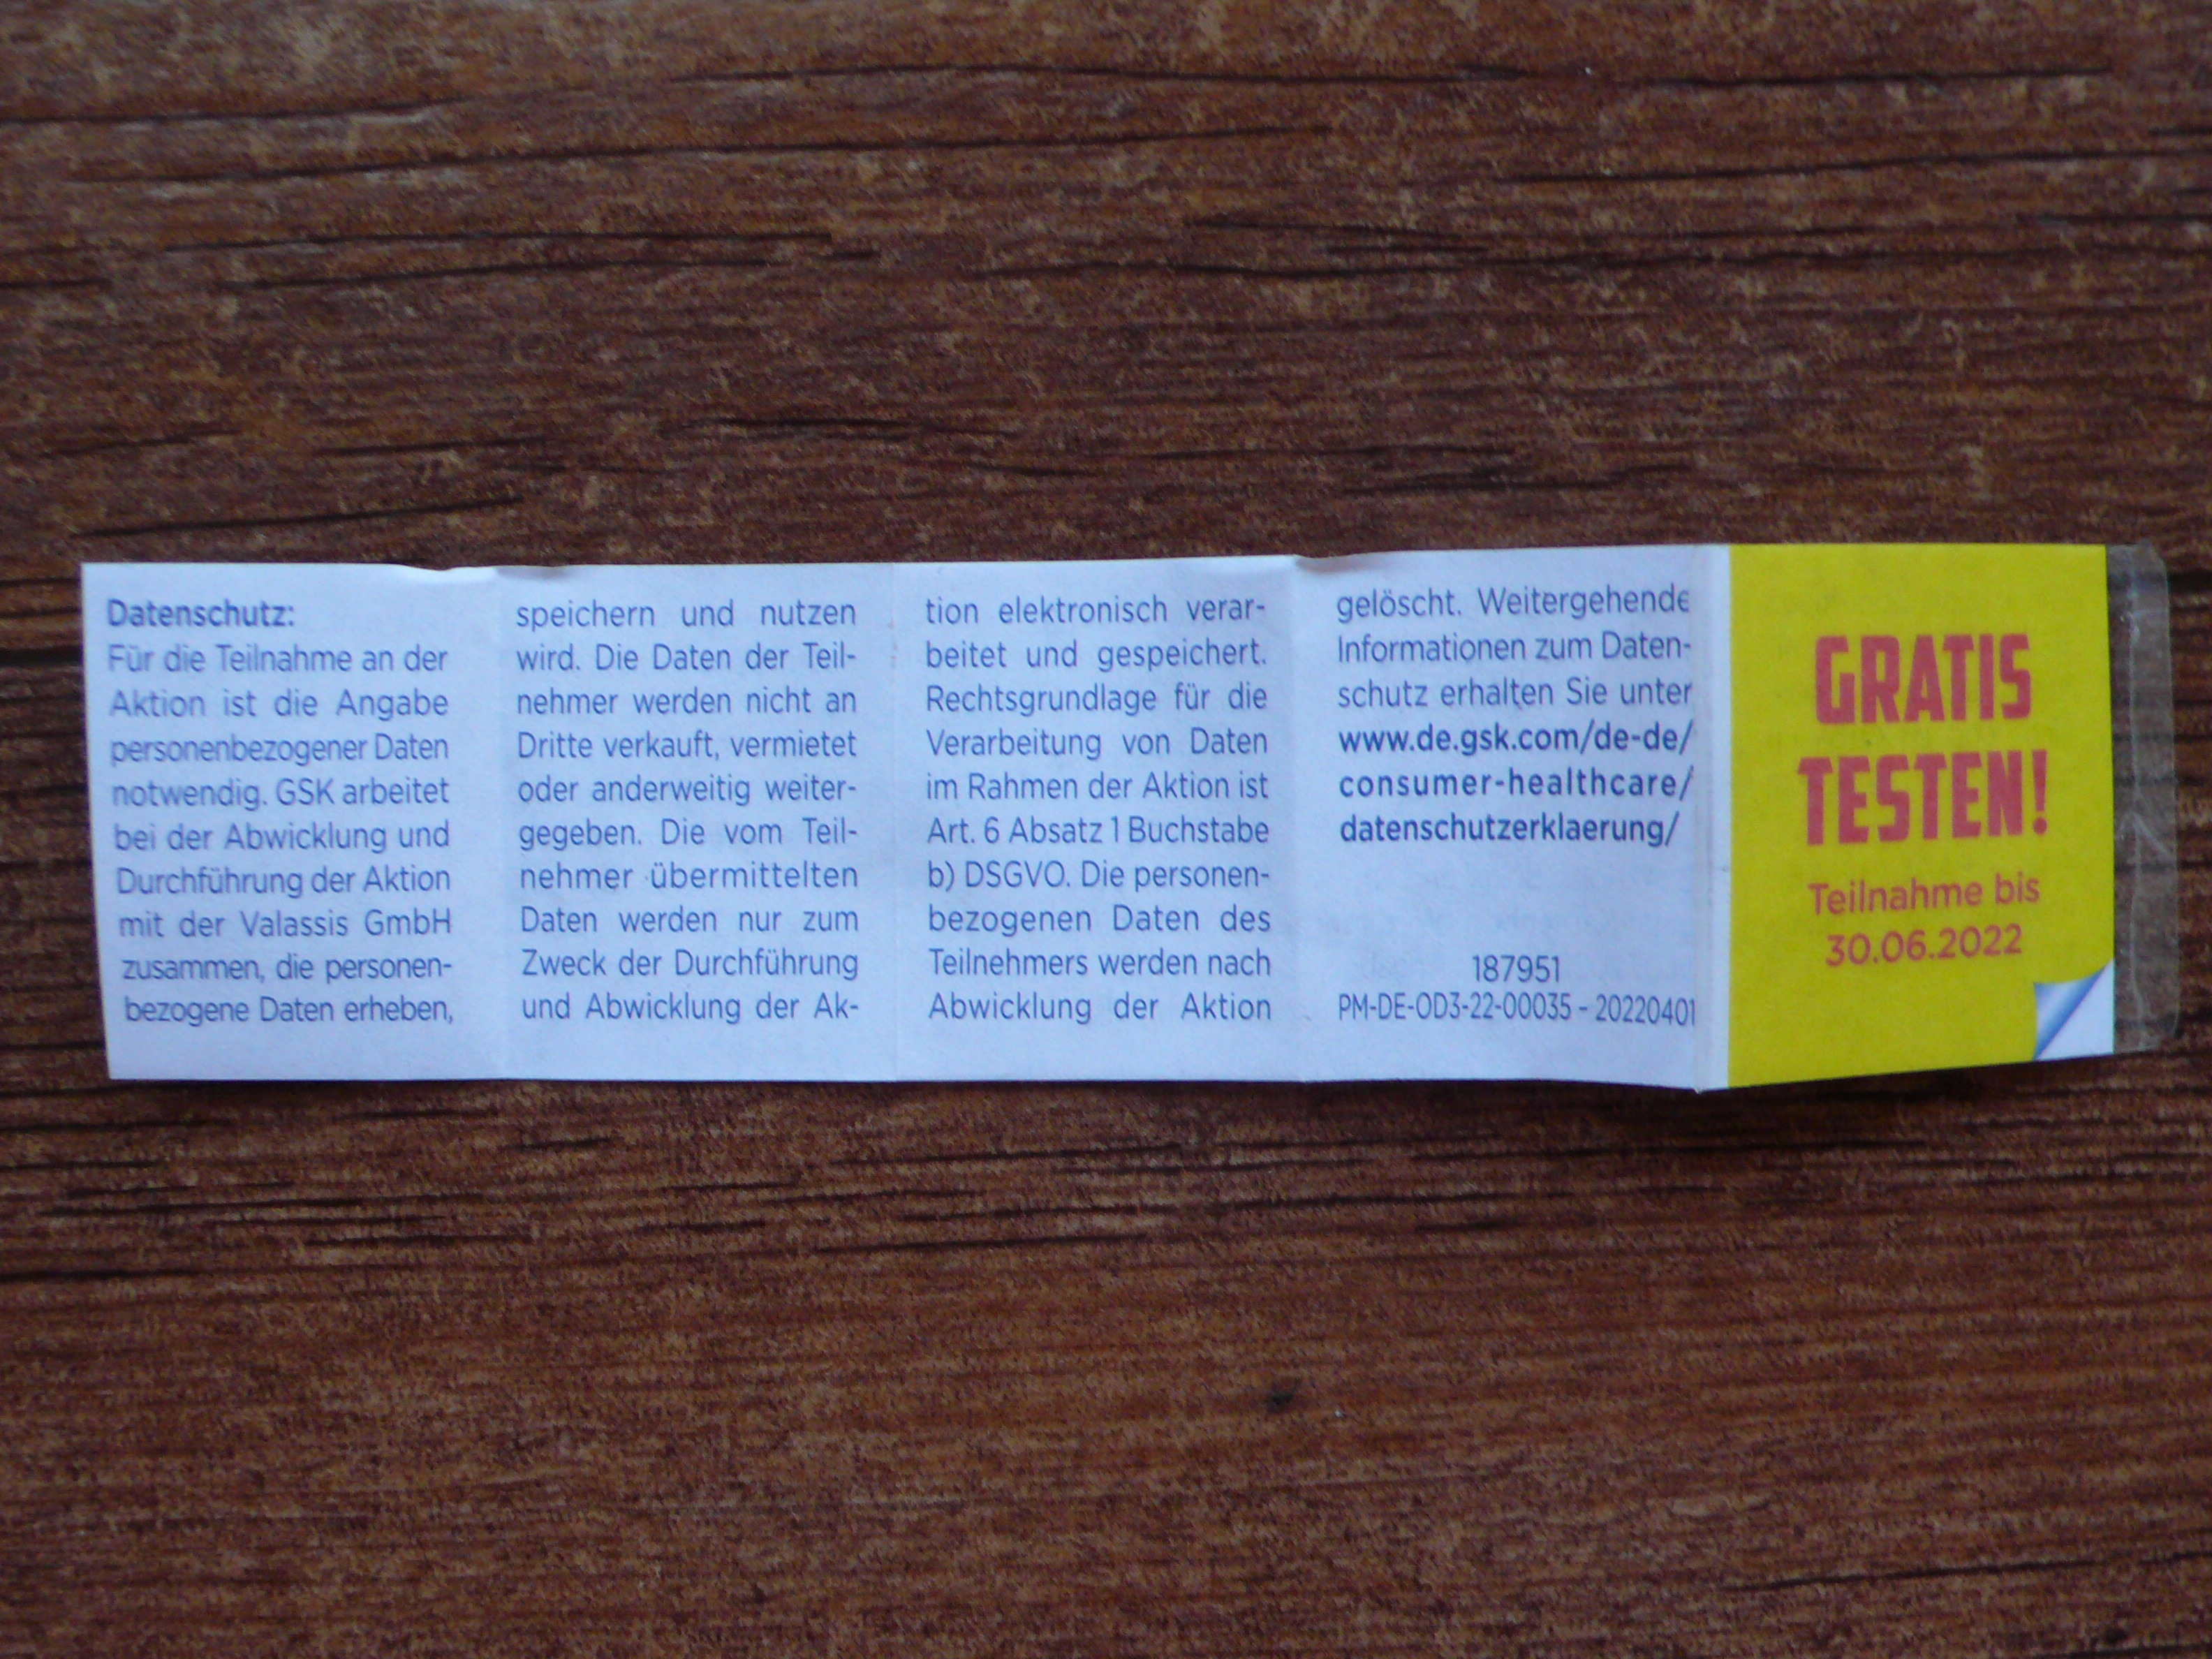 Datenschutz:
Für die Teilnahme an der
Aktion ist die Angabe
personenbezogener Daten
notwendig. GSK arbeitet
bei der Abwicklung und
Durchführung der Aktion
mit der Valassis GmbH
zusammen, die personen-
bezogene Daten erheben,
speichern und nutzen
wird. Die Daten der Teil-
nehmer werden nicht an
Dritte verkauft, vermietet
oder anderweitig weiter-
gegeben. Die vom Teil-
nehmer übermittelten
Daten werden nur zum
Zweck der Durchführung
und Abwicklung der Ak-
tion elektronisch verar-
beitet und gespeichert.
Rechtsgrundlage für die
Verarbeitung von Daten
im Rahmen der Aktion ist
Art. 6 Absatz 1 Buchstabe
b) DSGVO. Die personen-
bezogenen Daten des
Teilnehmers werden nach
Abwicklung der Aktion
gelöscht. Weitergehende
Informationen zum Daten-
schutz erhalten Sie unter
www.de.gsk.com/de-de/
consumer-healthcare/
datenschutzerklaerung/
187951
PM-DE-OD3-22-00035 - 20220401
GRATIS
TESTEN!
Teilnahme bis
30.06.2022